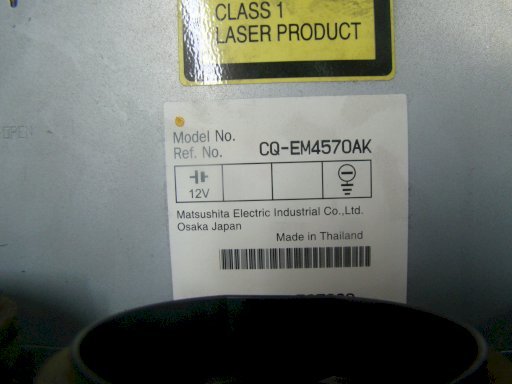 CLASS 1
LASER PRODUCT
OPEN
Model No.
Ref. No. CQ-EM4570AK
12V
Matsushita Electric Industrial Co.,Ltd.
Osaka Japan
Made in Thailand